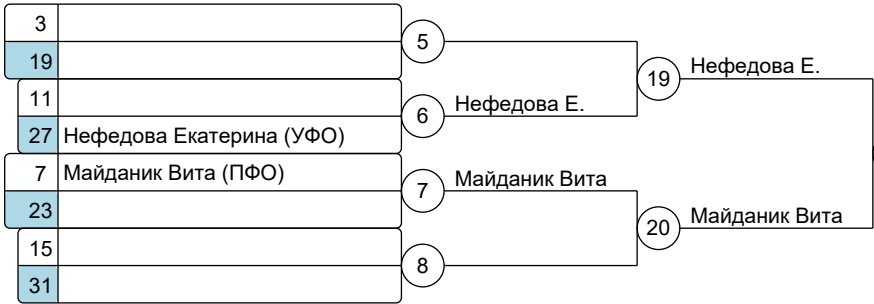 3
19
5
11
27 Нефедова Екатерина (УФО)
6 Нефедова Е.
19 Нефедова Е.
7 Майданик Вита (ПФО)
23
7 Майданик Вита
15
31
8
20 Майданик Вита